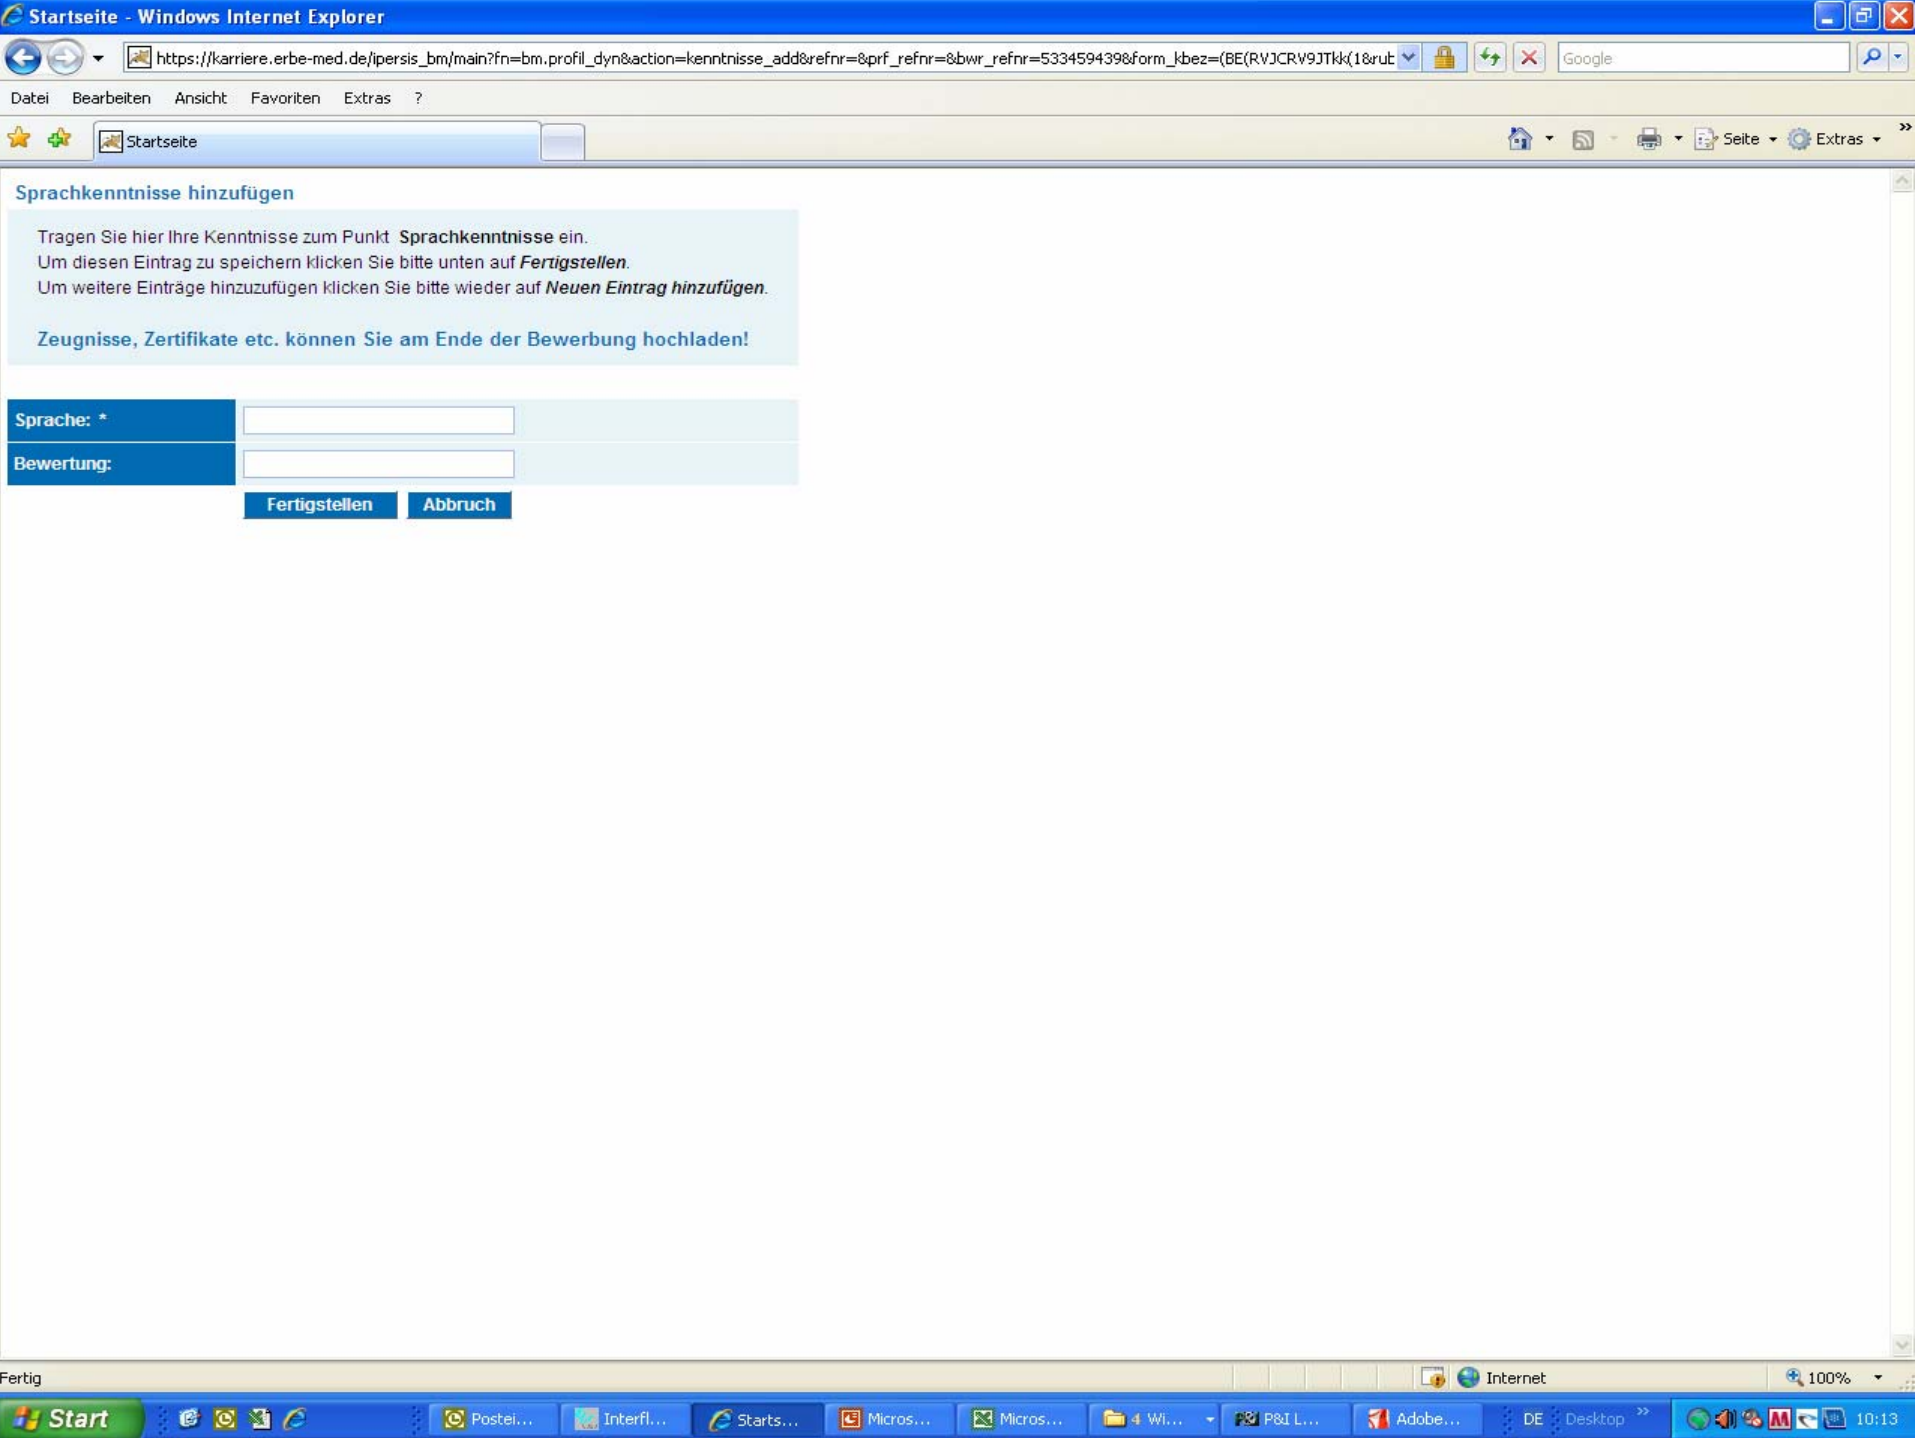 Startseite - Windows Internet Explorer
https://karriere.erbe-med.de/ipersis_bm/main?fn=bm.profil_dyn&action=kenntnisse_add&refnr=&prf_refnr=&bwr_refnr=533459439&form_kbez=(BE(RVJCRV9JTkk(1&rub
Google
Datei Bearbeiten Ansicht Favoriten Extras ?
Startseite
Seite Extras »
Sprachkenntnisse hinzufügen
Tragen Sie hier Ihre Kenntnisse zum Punkt Sprachkenntnisse ein.
Um diesen Eintrag zu speichern klicken Sie bitte unten auf Fertigstellen.
Um weitere Einträge hinzuzufügen klicken Sie bitte wieder auf Neuen Eintrag hinzufügen.
Zeugnisse, Zertifikate etc. können Sie am Ende der Bewerbung hochladen!
Sprache: *
Bewertung:
Fertigstellen Abbruch
Fertig Internet 100%
Start Postei... Interfl... Starts... Micros... Micros... 4 Wi... P&I L... Adobe... DE Desktop » 10:13